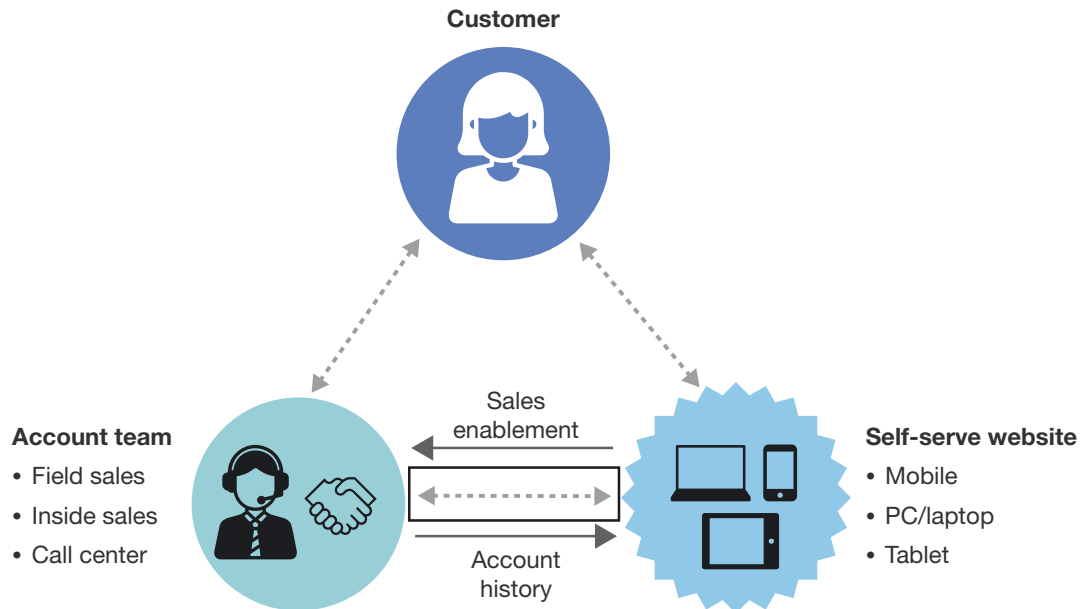 Customer
Sales
enablement
Account team
• Field sales
• Inside sales
• Call center
Self-serve website
• Mobile
• PC/laptop
• Tablet
Account
history